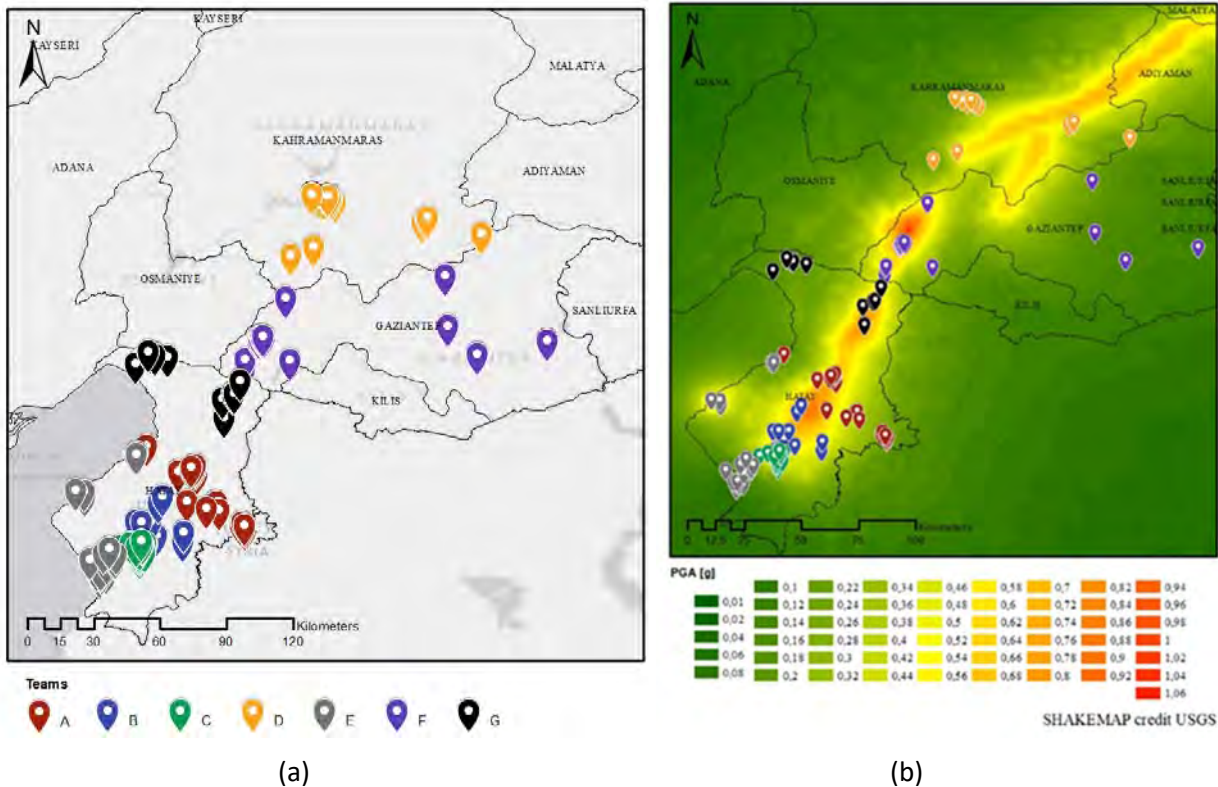 N
KAYSERI
KAYSERI
MALATYA
KAHRAMANMARAS
ADANA
ADIYAMAN
OSMANIYE
SANLIURFA
GAZIANTEP
KILIS
SYRIA
Kilometers
0 15 30 60 90 120
Teams
A B C D E F G
(a)
N
KAYSERI
MALATYA
ADANA
KAHRAMANMARAS
ADIYAMAN
OSMANIYE
SANLIURFA
SANLIURFA
GAZIANTEP
SANLIURFA
KILIS
HATAY
Kilometers
0 12,5 25 50 75 100
PGA [g]
0,1 0,22 0,34 0,46 0,58 0,7 0,82 0,94
0,01
0,12 0,24 0,36 0,48 0,6 0,72 0,84 0,96
0,02
0,14 0,26 0,38 0,5 0,62 0,74 0,86 0,98
0,04
0,16 0,28 0,4 0,52 0,64 0,76 0,88 1
0,06
0,18 0,3 0,42 0,54 0,66 0,78 0,9 1,02
0,08
0,2 0,32 0,44 0,56 0,68 0,8 0,92 1,04
1,06
SHAKEMAP credit USGS
(b)